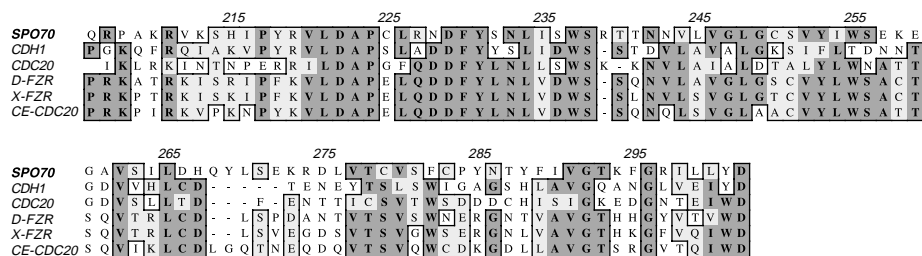 215 225 235 245 255
SPO70 Q R P A K R V K S H I P Y R V L D A P C L R N D F Y S N L I S W S R T T N N V L V G L G C S V Y I W S E K E
CDH1 P G K Q F R Q I A K V P Y R V L D A P S L A D D F Y Y S L I D W S - S T D V L A V A L G K S I F L T D N N T
CDC20 I K L R K I N T N P E R R I L D A P G F Q D D F Y L N L L S W S K - K N V L A I A L D T A L Y L W N A T T
D-FZR P R K A T R K I S R I P F K V L D A P E L Q D D F Y L N L V D W S - S Q N V L S V G L G S C V Y L W S A C T
X-FZR P R K P T R K I S K I P F K V L D A P E L Q D D F Y L N L V D W S - S L N V L S V G L G T C V Y L W S A C T
CE-CDC20 P R K P I R K V P K N P Y K V L D A P E L Q D D F Y L N L V D W S - S Q N Q L S V G L A A C V Y L W S A C T
265 275 285 295
SPO70 G A V S I L D H Q Y L S E K R D L V T C V S F C P Y N T Y F I V G T K F G R I L L Y D
CDH1 G D V V H L C D - - - - - T E N E Y T S L S W I G A G S H L A V G Q A N G L V E I Y D
CDC20 G D V S L L T D - - - F - E N T T I C S V T W S D D D C H I S I G K E D G N T E I W D
D-FZR S Q V T R L C D - - L S P D A N T V T S V S W N E R G N T V A V G T H H G Y V T V W D
X-FZR S Q V T R L C D - - L S V E G D S V T S V G W S E R G N L V A V G T H K G F V Q I W D
CE-CDC20 S Q V I K L C D L G Q T N E Q D Q V T S V Q W C D K G D L L A V G T S R G V T Q I W D